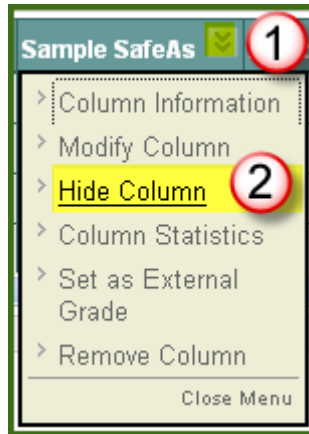 Sample SafeAs 1
> Column Information
> Modify Column
> Hide Column 2
> Column Statistics
> Set as External
Grade
> Remove Column
Close Menu